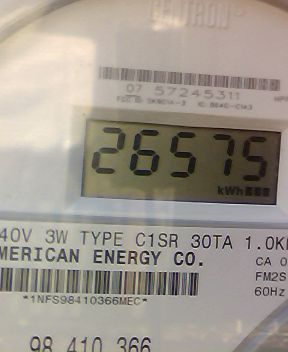 CENTRON
07 57245311
26575
kWh
40V 3W TYPE C1SR 30TA 1.0K
MERICAN ENERGY CO.
CA 0
FM2S
*1NFS98410366MEC*
60Hz
98 410 366